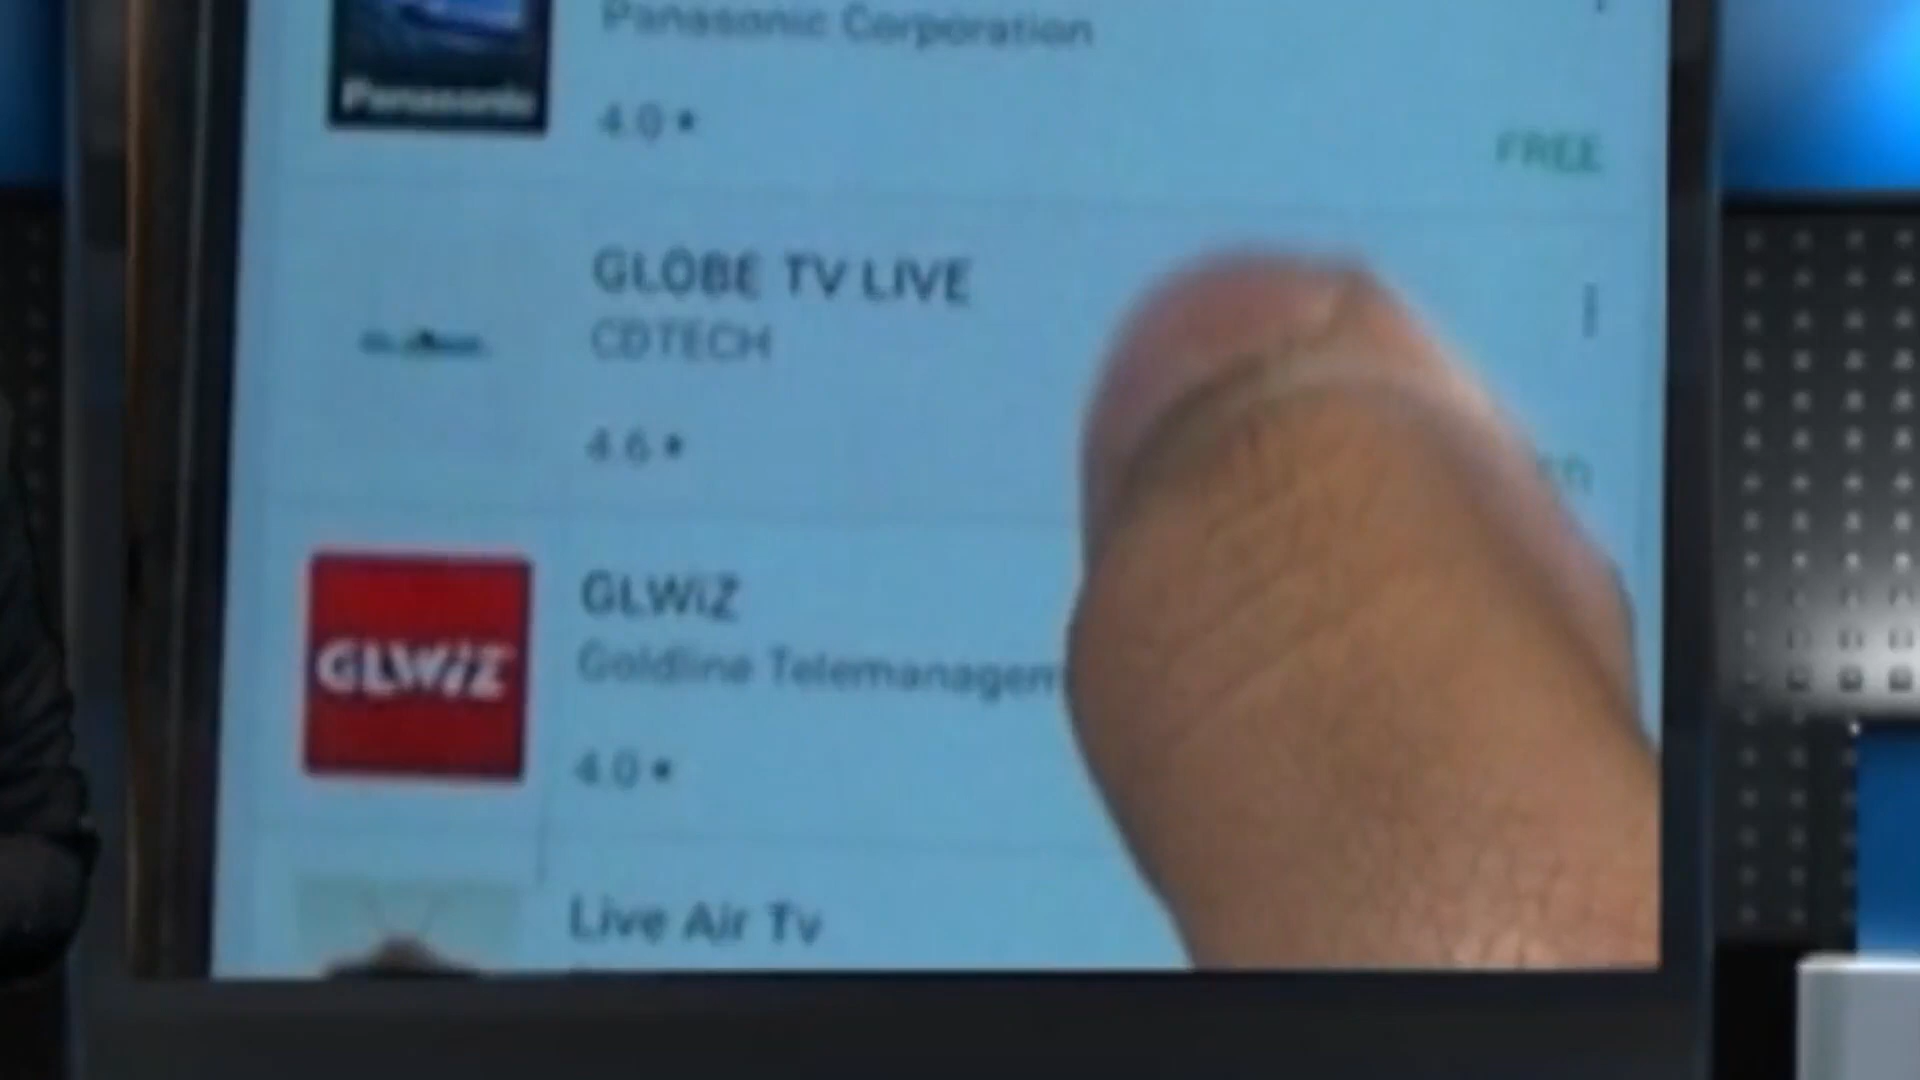 Panasonic Corporation
Panasonic
4.0 ★
FREE
GLOBE TV LIVE
CDTECH
4.6 ★
GLWiZ
GLWiZ
Goldline Telemanagem
4.0 ★
Live Air Tv